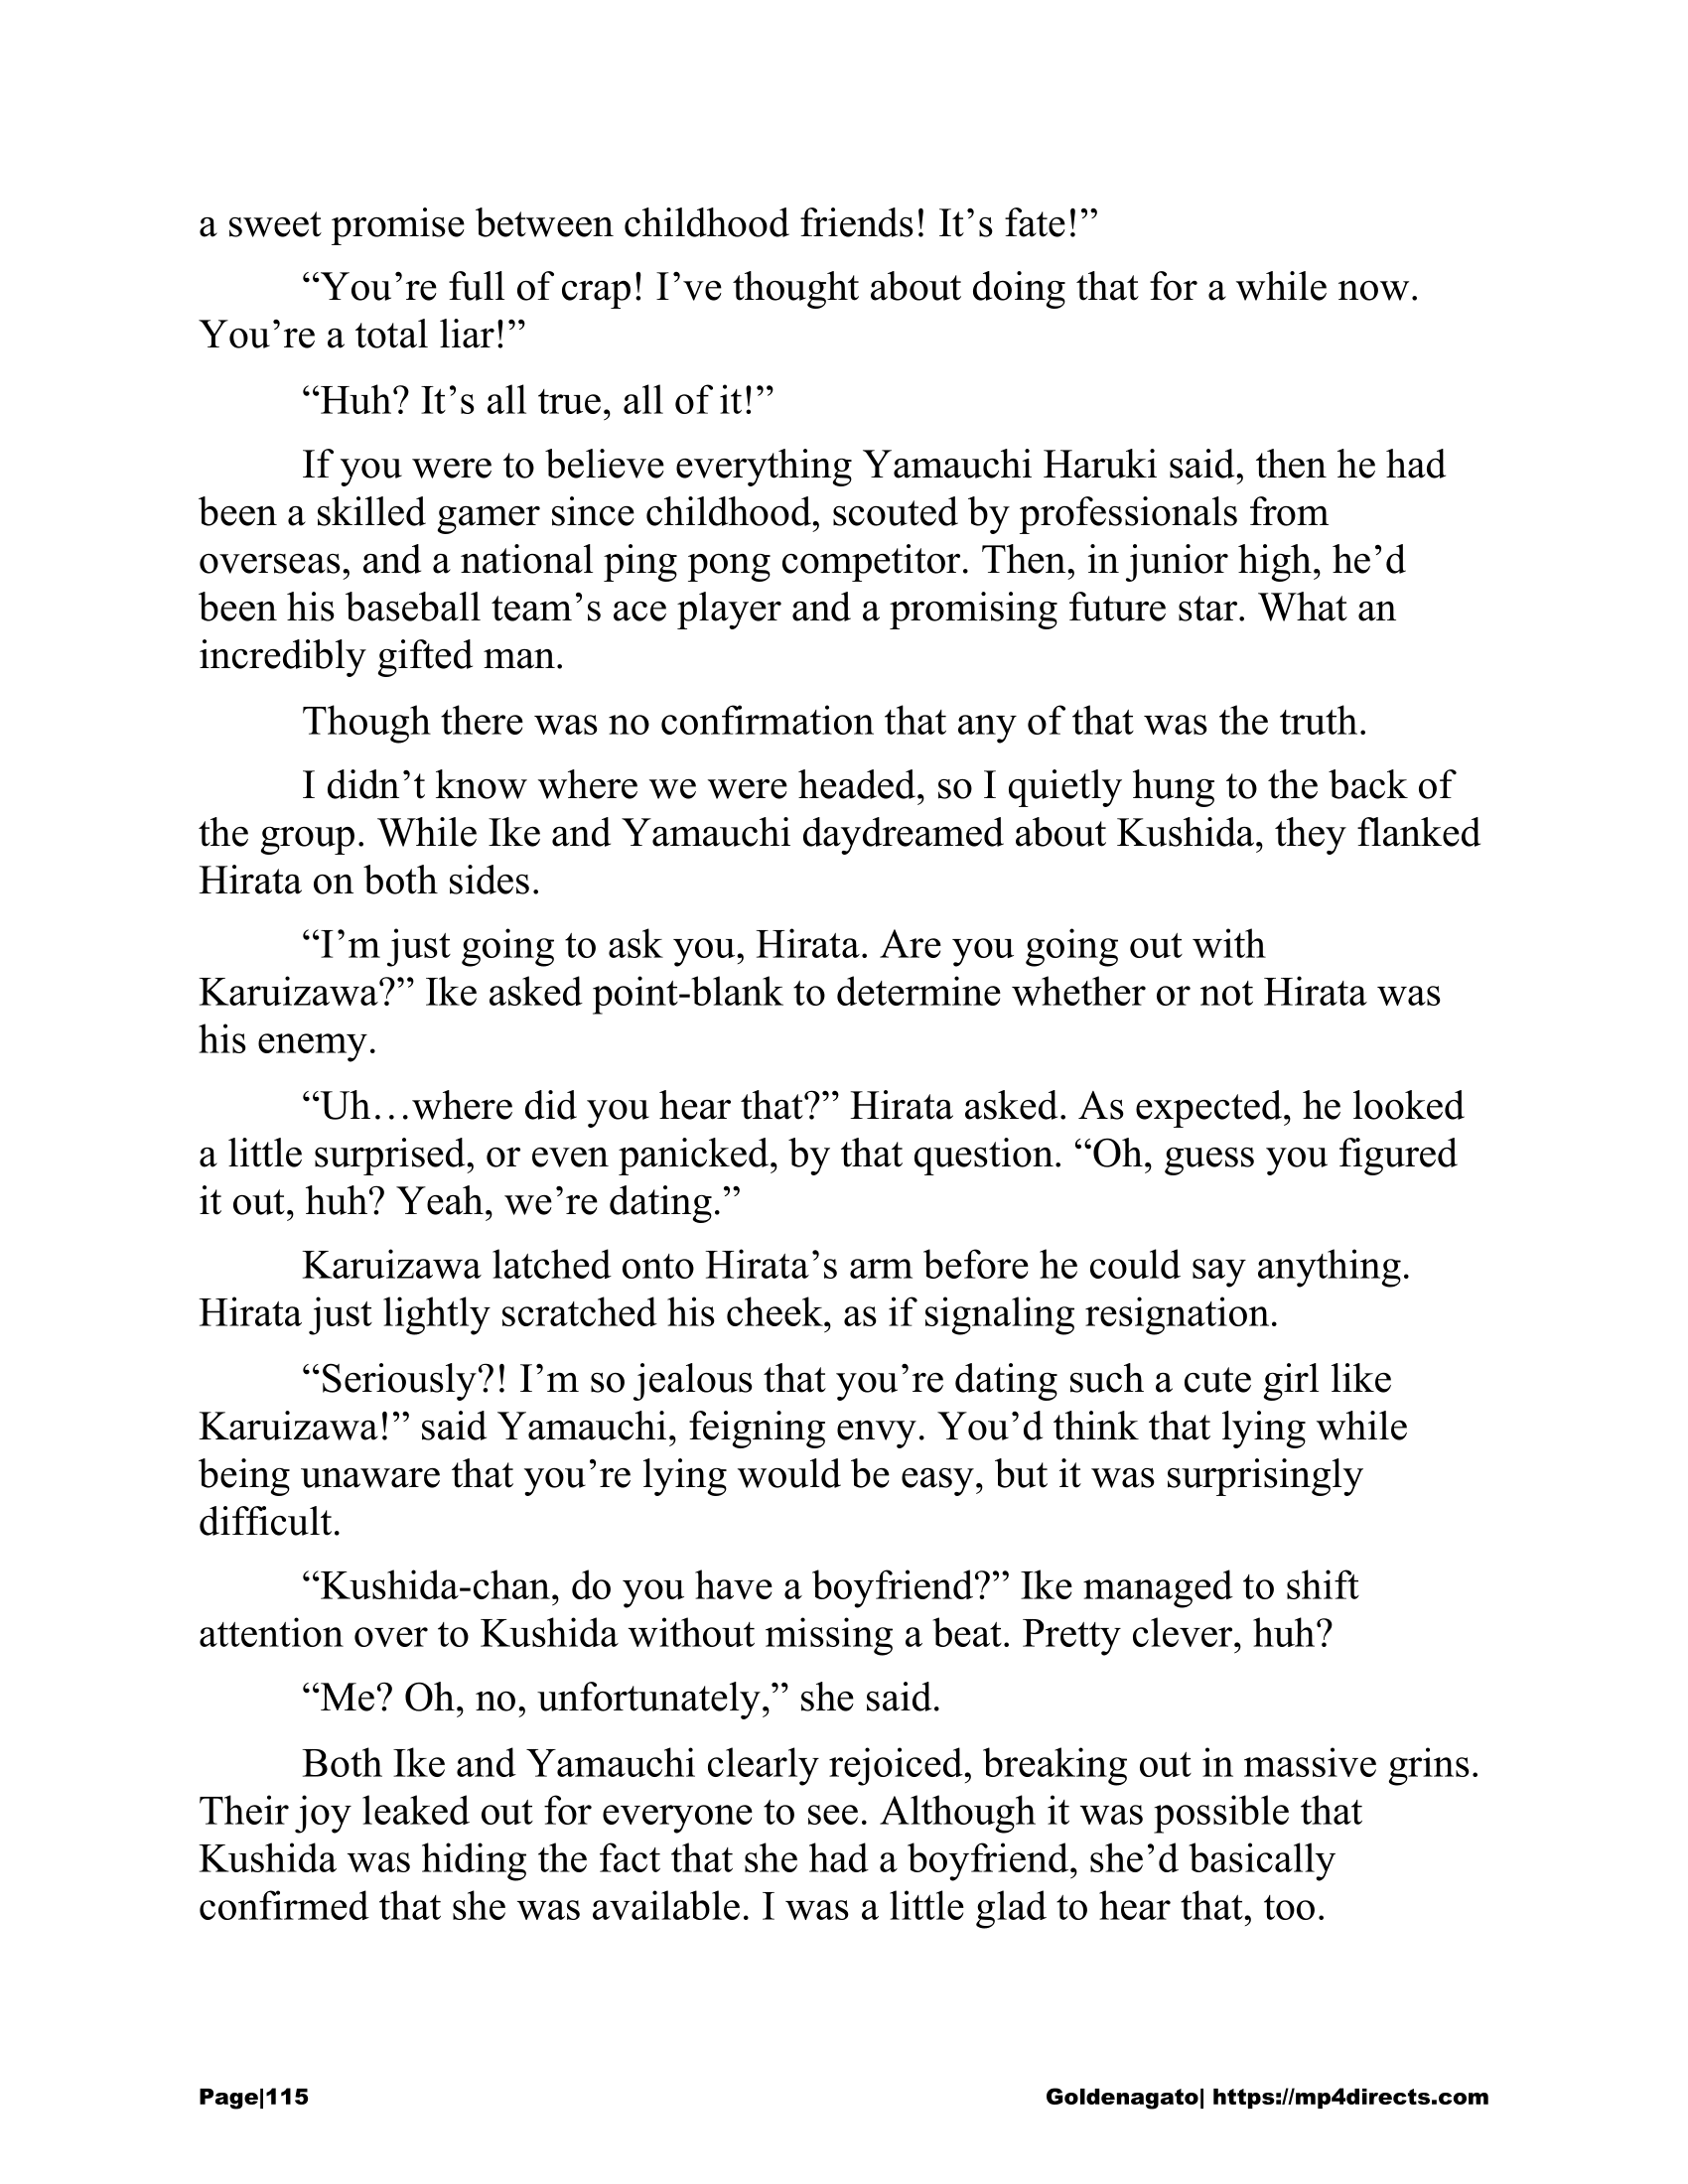 a sweet promise between childhood friends! It’s fate!”
“You’re full of crap! I’ve thought about doing that for a while now.
You’re a total liar!”
“Huh? It’s all true, all of it!”
If you were to believe everything Yamauchi Haruki said, then he had
been a skilled gamer since childhood, scouted by professionals from
overseas, and a national ping pong competitor. Then, in junior high, he’d
been his baseball team’s ace player and a promising future star. What an
incredibly gifted man.
Though there was no confirmation that any of that was the truth.
I didn’t know where we were headed, so I quietly hung to the back of
the group. While Ike and Yamauchi daydreamed about Kushida, they flanked
Hirata on both sides.
“I’m just going to ask you, Hirata. Are you going out with
Karuizawa?” Ike asked point-blank to determine whether or not Hirata was
his enemy.
“Uh…where did you hear that?” Hirata asked. As expected, he looked
a little surprised, or even panicked, by that question. “Oh, guess you figured
it out, huh? Yeah, we’re dating.”
Karuizawa latched onto Hirata’s arm before he could say anything.
Hirata just lightly scratched his cheek, as if signaling resignation.
“Seriously?! I’m so jealous that you’re dating such a cute girl like
Karuizawa!” said Yamauchi, feigning envy. You’d think that lying while
being unaware that you’re lying would be easy, but it was surprisingly
difficult.
“Kushida-chan, do you have a boyfriend?” Ike managed to shift
attention over to Kushida without missing a beat. Pretty clever, huh?
“Me? Oh, no, unfortunately,” she said.
Both Ike and Yamauchi clearly rejoiced, breaking out in massive grins.
Their joy leaked out for everyone to see. Although it was possible that
Kushida was hiding the fact that she had a boyfriend, she’d basically
confirmed that she was available. I was a little glad to hear that, too.
Page|115 Goldenagato| https://mp4directs.com